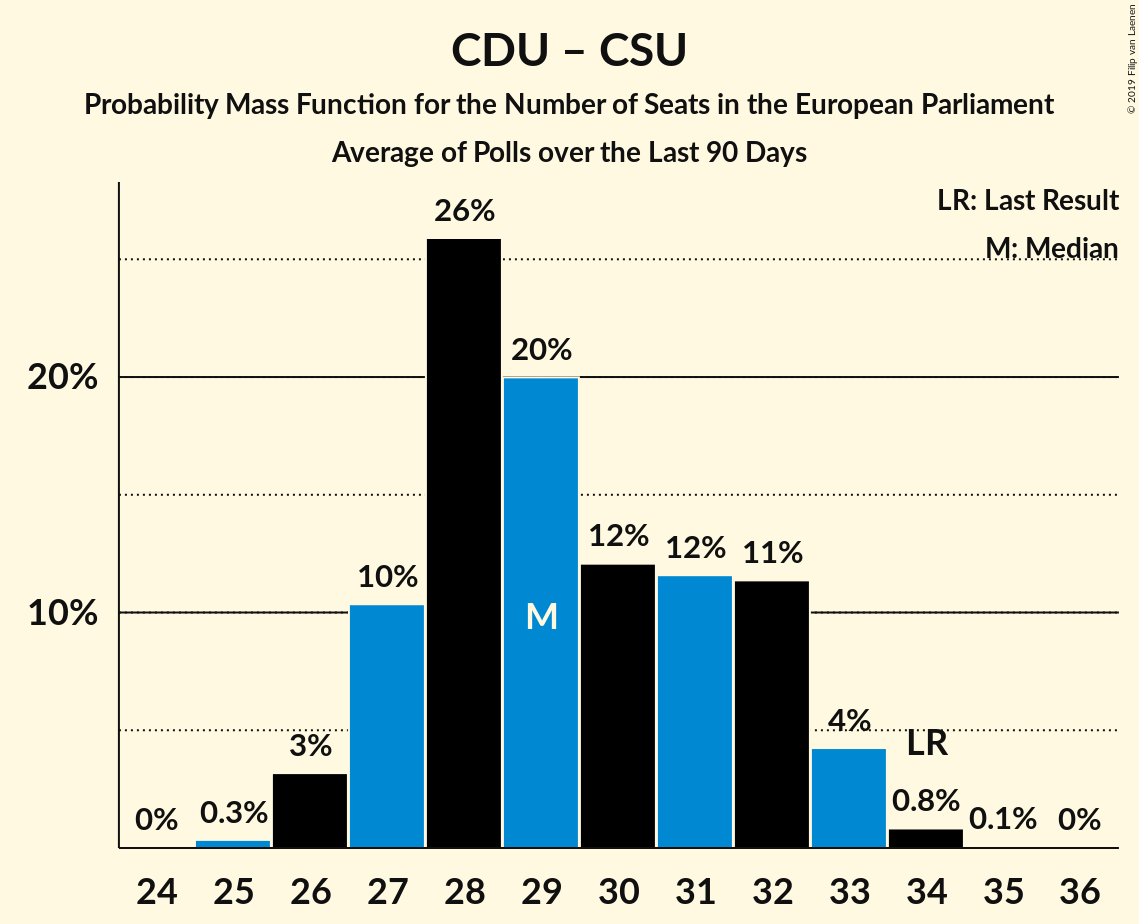 CDU – CSU
Probability Mass Function for the Number of Seats in the European Parliament
Average of Polls over the Last 90 Days
© 2019 Filip van Laenen
LR: Last Result
M: Median
26%
20%
20%
12%
12%
11%
10%
M
10%
4%
LR
3%
0.8%
0.3%
0.1%
0%
0%
24 25 26 27 28 29 30 31 32 33 34 35 36